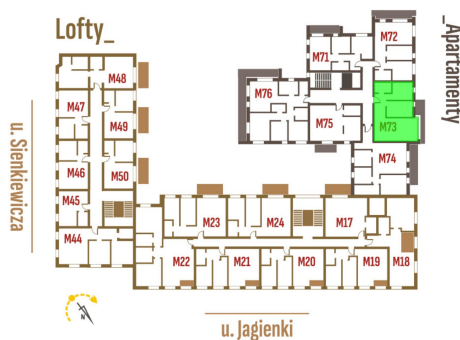 Lofty_
_Apartamenty
M72
M71
M48
M76
M47
M75
M73
M49
M74
M46
M50
M45
M23
M24
M17
M44
M22
M21
M20
M19
M18
u. Sienkiewicza
N
u. Jagienki